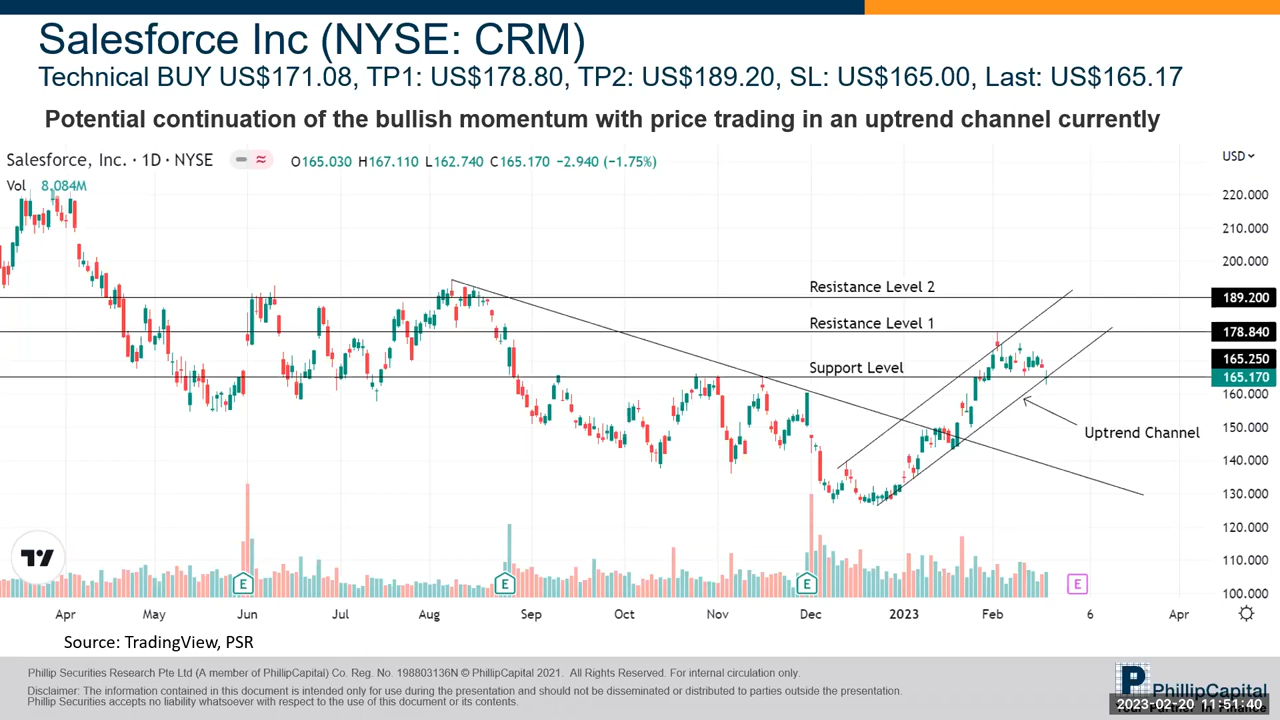 Salesforce Inc (NYSE: CRM)
Technical BUY US$171.08, TP1: US$178.80, TP2: US$189.20, SL: US$165.00, Last: US$165.17
Potential continuation of the bullish momentum with price trading in an uptrend channel currently
Salesforce, Inc. · 1D · NYSE O165.030 H167.110 L162.740 C165.170 −2.940 (−1.75%)
USD
Vol 8.084M
220.000
210.000
200.000
Resistance Level 2
189.200
Resistance Level 1
178.840
165.250
Support Level
165.170
160.000
150.000
Uptrend Channel
140.000
130.000
120.000
110.000
E E E E
100.000
Apr May Jun Jul Aug Sep Oct Nov Dec 2023 Feb 6 Apr
Source: TradingView, PSR
Phillip Securities Research Pte Ltd (A member of PhillipCapital) Co. Reg. No. 198803136N © PhillipCapital 2021. All Rights Reserved. For internal circulation only.
Disclaimer: The information contained in this document is intended only for use during the presentation and should not be disseminated or distributed to parties outside the presentation.
Phillip Securities accepts no liability whatsoever with respect to the use of this document or its contents.
P PhillipCapital
Your Partner In Finance
2023-02-20 11:51:40